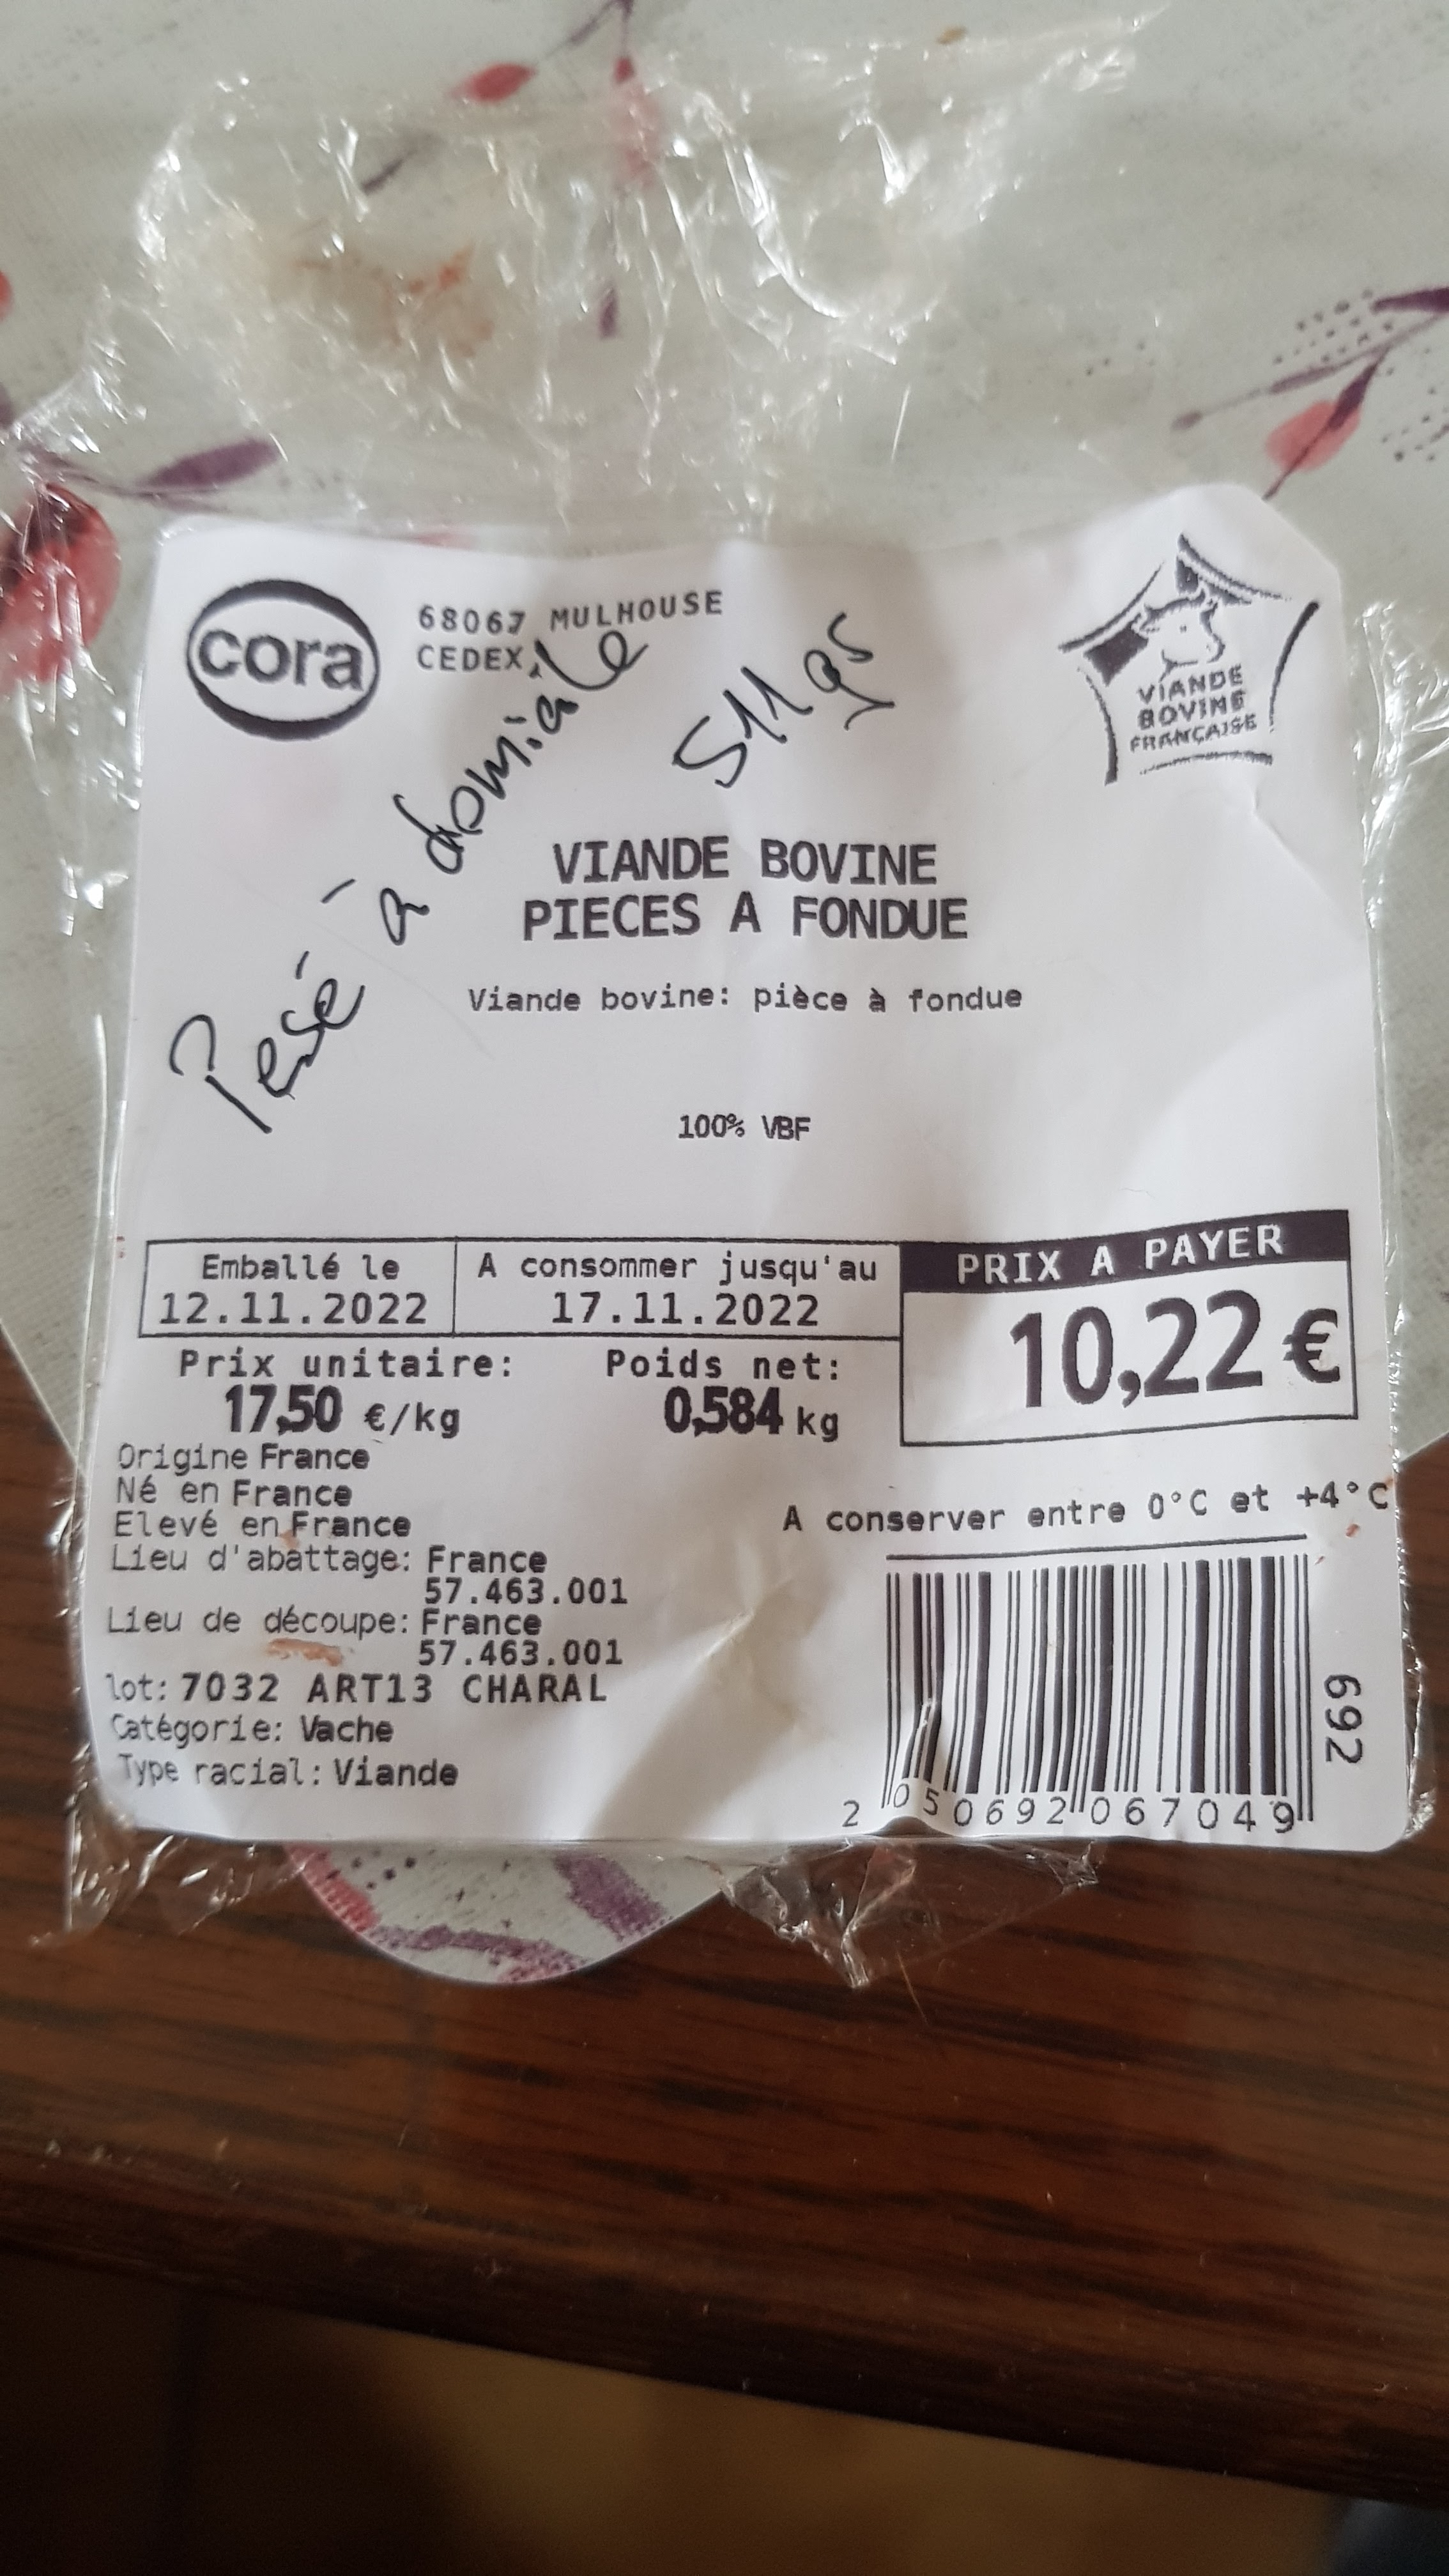 cora
68067 MULHOUSE
CEDEX
Pesé à domicile
511 gr
VIANDE
BOVINE
FRANÇAISE
VIANDE BOVINE
PIECES A FONDUE
Viande bovine: pièce à fondue
100% VBF
Emballé le
12.11.2022
A consommer jusqu'au
17.11.2022
PRIX A PAYER
10,22 €
Prix unitaire:
17,50 €/kg
Poids net:
0,584 kg
Origine France
Né en France
Elevé en France
Lieu d'abattage: France
57.463.001
Lieu de découpe: France
57.463.001
lot: 7032 ART13 CHARAL
Catégorie: Vache
Type racial: Viande
A conserver entre 0°C et +4°C
692
2 050692 067049